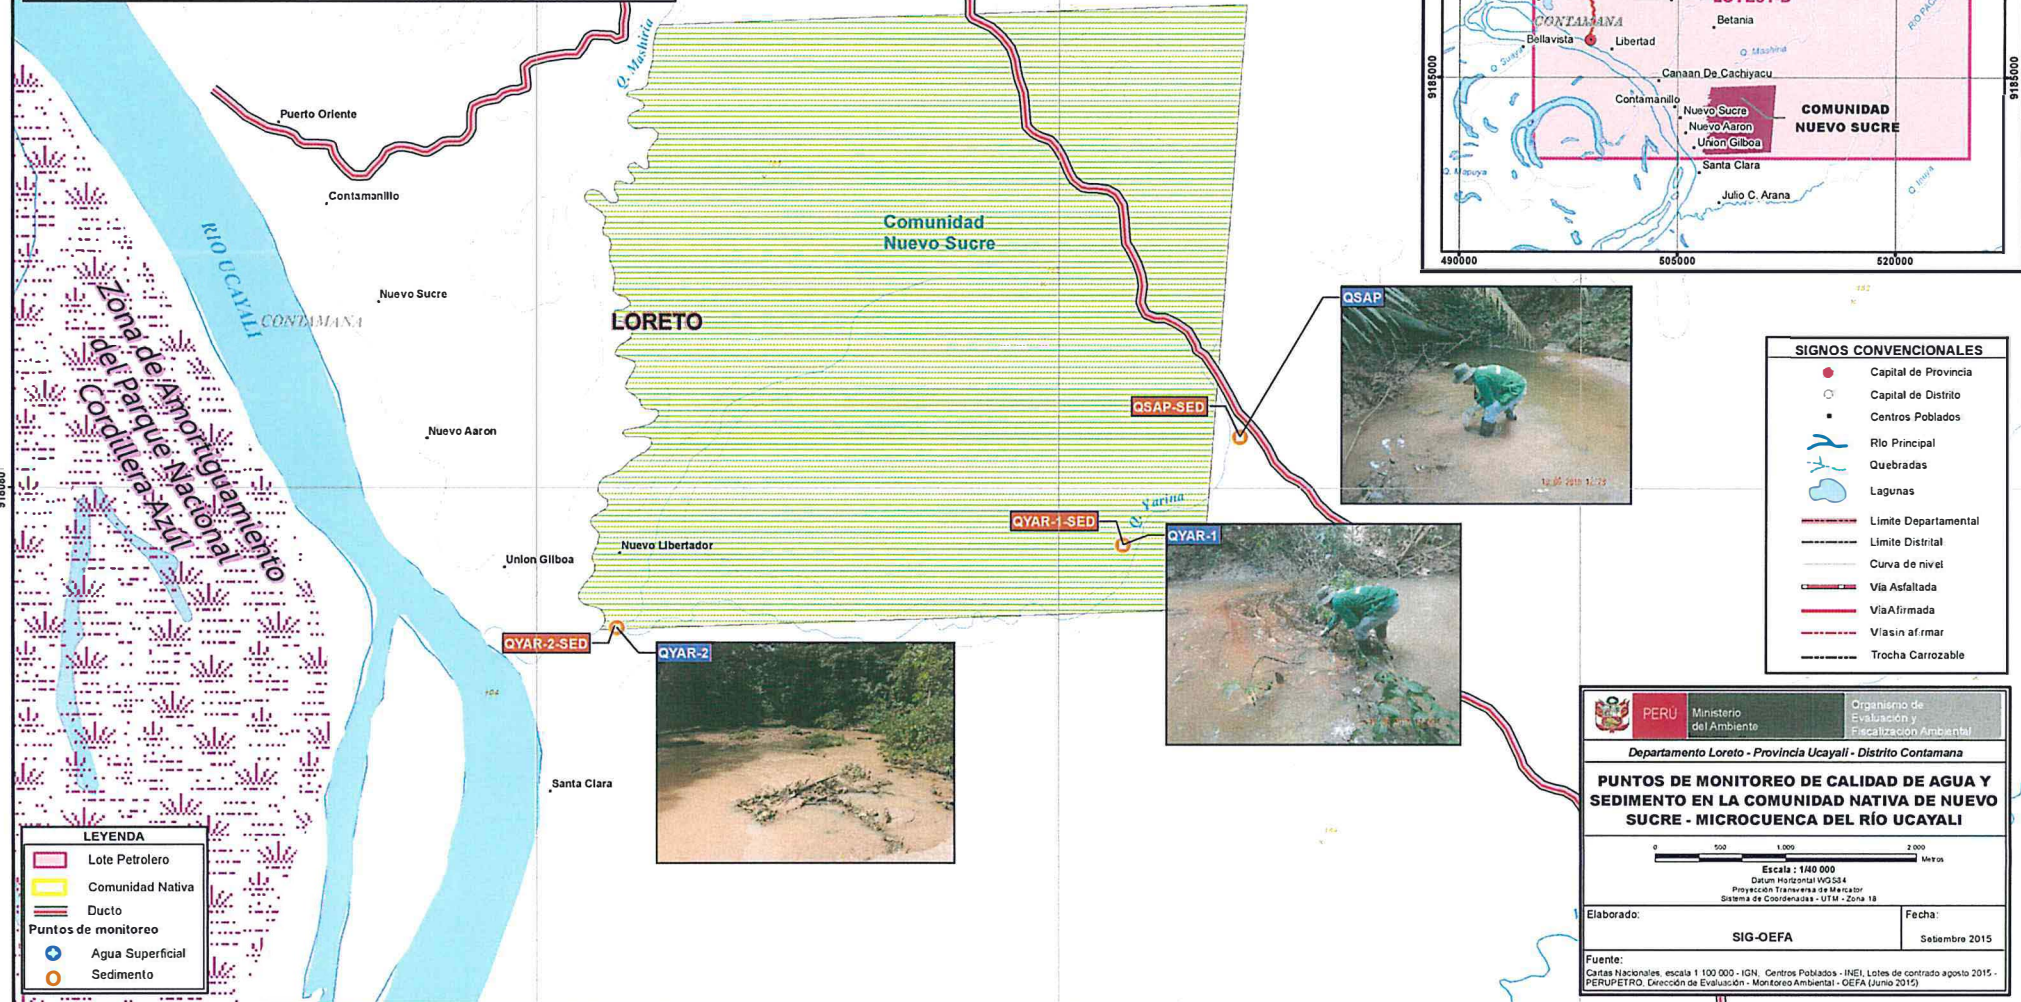 Q. Mashiria
Puerto Oriente
Contamanillo
RIO UCAYALI
CONTAMANA
Nuevo Sucre
Nuevo Aaron
Union Gilboa
Nuevo Libertador
Santa Clara
Zona de Amortiguamiento
del Parque Nacional
Cordillera Azul
Comunidad
Nuevo Sucre
LORETO
Q. Yarina
QSAP-SED
QSAP
QYAR-1-SED
QYAR-1
QYAR-2-SED
QYAR-2
184
182
CONTAMANA
Betania
Bellavista
Libertad
Q. Mashiria
Canaan De Cachiyacu
Contamanillo
Nuevo Sucre
Nuevo Aaron
Union Gilboa
Santa Clara
Julio C. Arana
COMUNIDAD
NUEVO SUCRE
Q. Mapuya
Q. Inuya
9185000
9185000
490000
505000
520000
SIGNOS CONVENCIONALES
Capital de Provincia
Capital de Distrito
Centros Poblados
Rio Principal
Quebradas
Lagunas
Limite Departamental
Limite Distrital
Curva de nivel
Via Asfaltada
ViaAfirmada
Viasin afirmar
Trocha Carrozable
PERÚ
Ministerio
del Ambiente
Organismo de
Evaluación y
Fiscalización Ambiental
Departamento Loreto - Provincia Ucayali - Distrito Contamana
PUNTOS DE MONITOREO DE CALIDAD DE AGUA Y
SEDIMENTO EN LA COMUNIDAD NATIVA DE NUEVO
SUCRE - MICROCUENCA DEL RÍO UCAYALI
0 500 1.000 2.000
Metros
Escala : 1/40 000
Datum Horizontal WGS84
Proyección Transversa de Mercator
Sistema de Coordenadas - UTM - Zona 18
Elaborado:
SIG-OEFA
Fecha:
Setiembre 2015
Fuente:
Cartas Nacionales, escala 1 100 000 - IGN, Centros Poblados - INEI, Lotes de contrado agosto 2015 -
PERUPETRO, Dirección de Evaluación - Monitoreo Ambiental - OEFA (Junio 2015)
LEYENDA
Lote Petrolero
Comunidad Nativa
Ducto
Puntos de monitoreo
Agua Superficial
Sedimento